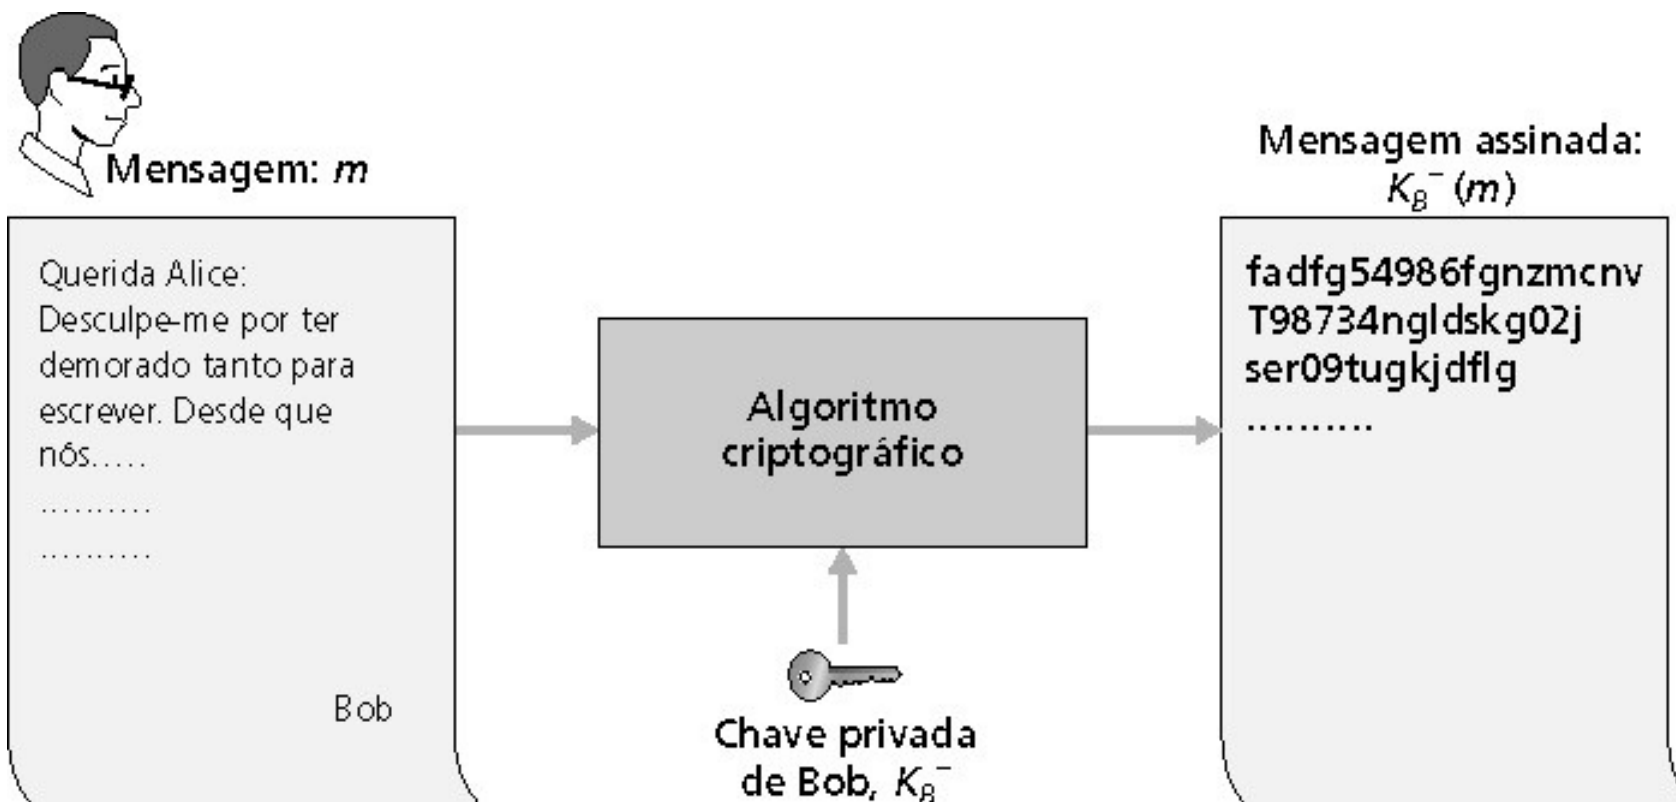 Mensagem: m
Querida Alice:
Desculpe-me por ter
demorado tanto para
escrever. Desde que
nós.....
..........
..........
Bob
Algoritmo
criptográfico
Chave privada
de Bob, K_B^-
Mensagem assinada:
K_B^- (m)
fadfg54986fgnzmcnv
T98734ngldskg02j
ser09tugkjdflg
..........